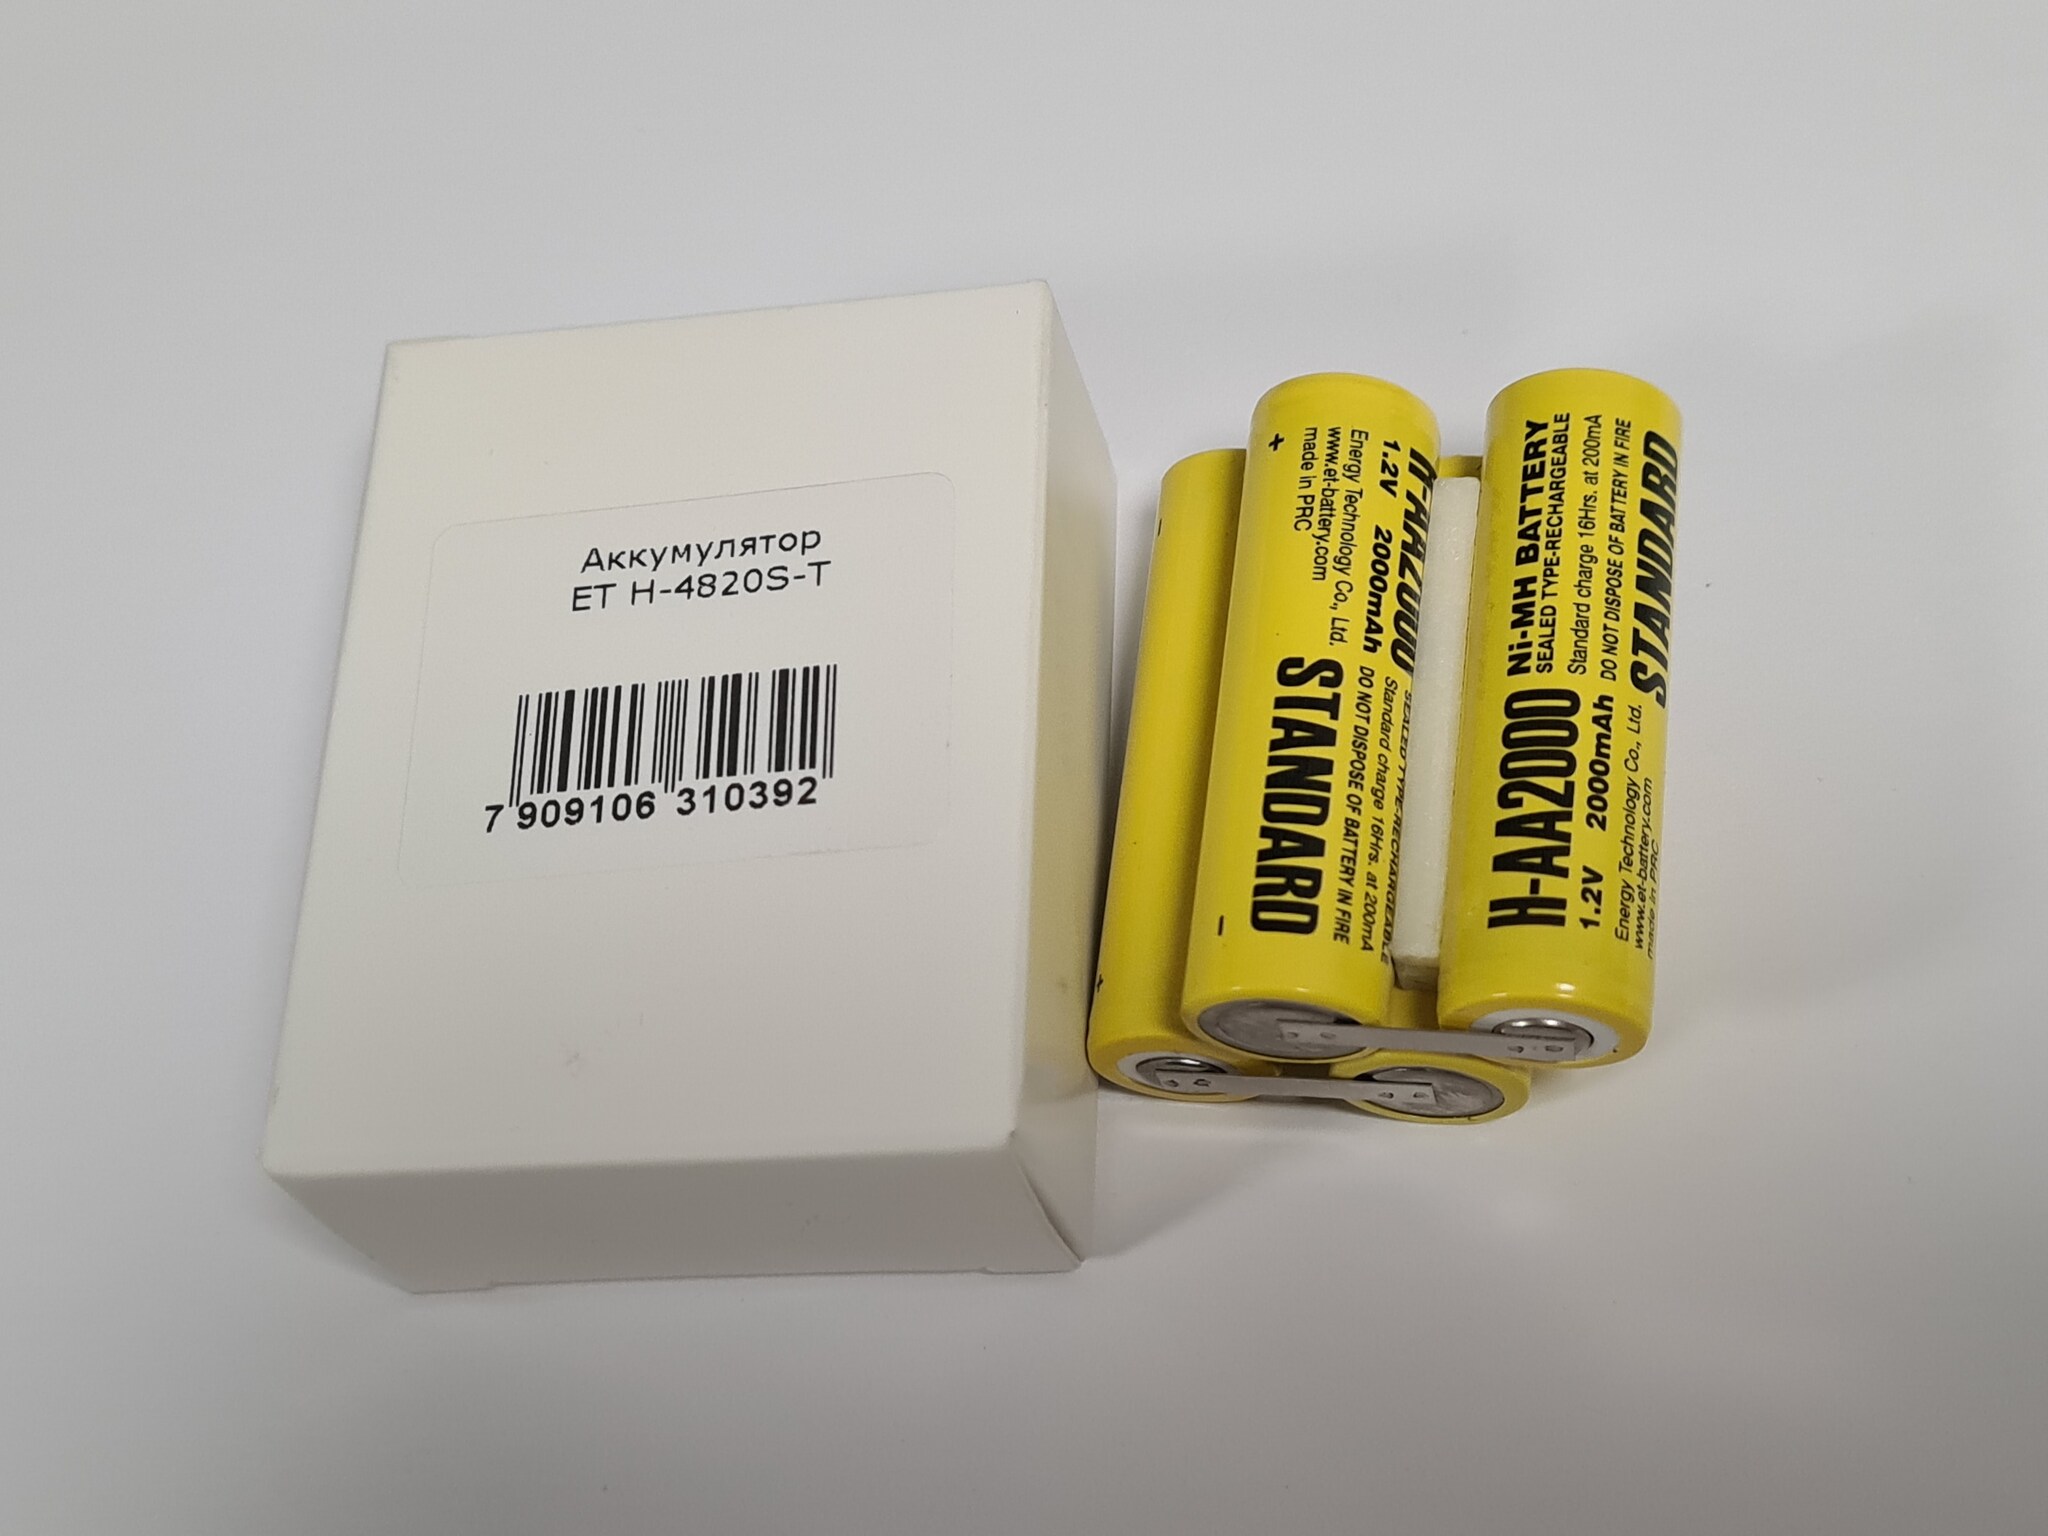 Аккумулятор
ET H-4820S-T
7 909106 310392
+
H-AA2000
SEALED TYPE-RECHARGEABLE
1.2V 2000mAh Standard charge 16Hrs. at 200mA
Energy Technology Co., Ltd. DO NOT DISPOSE OF BATTERY IN FIRE
www.et-battery.com
made in PRC
STANDARD
-
H-AA2000 Ni-MH BATTERY
SEALED TYPE-RECHARGEABLE
1.2V 2000mAh Standard charge 16Hrs. at 200mA
Energy Technology Co., Ltd. DO NOT DISPOSE OF BATTERY IN FIRE
www.et-battery.com
made in PRC
STANDARD
-
+